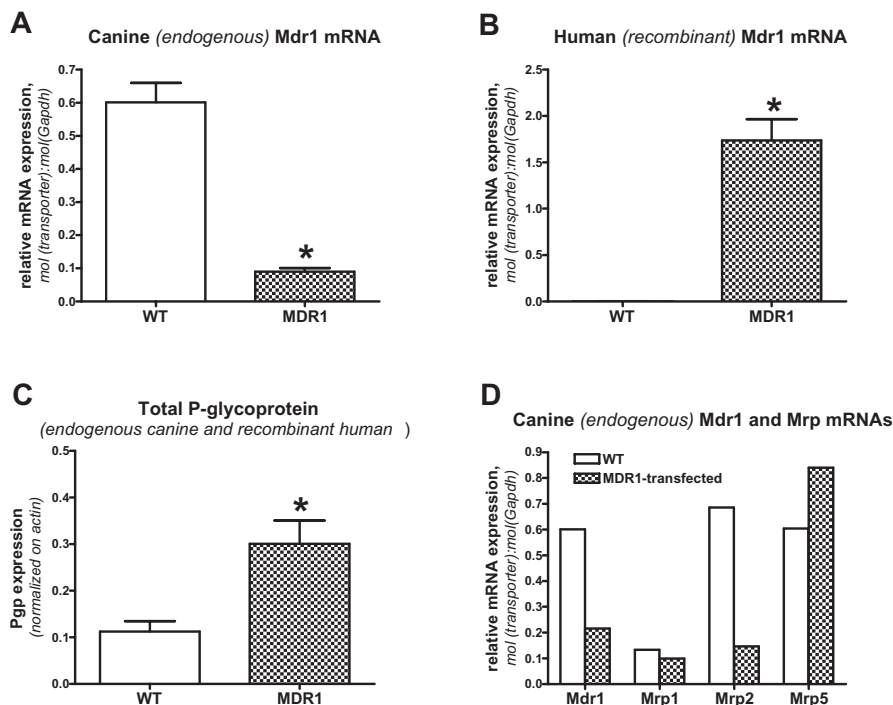 A
Canine (endogenous) Mdr1 mRNA
relative mRNA expression,
mol (transporter):mol(Gapdh)
0.7
0.6
0.5
0.4
0.3
0.2
0.1
0.0
*
WT
MDR1
B
Human (recombinant) Mdr1 mRNA
relative mRNA expression,
mol (transporter):mol(Gapdh)
2.5
2.0
1.5
1.0
0.5
0.0
*
WT
MDR1
C
Total P-glycoprotein
(endogenous canine and recombinant human )
Pgp expression
(normalized on actin)
0.5
0.4
0.3
0.2
0.1
0.0
*
WT
MDR1
D
Canine (endogenous) Mdr1 and Mrp mRNAs
relative mRNA expression,
mol (transporter):mol(Gapdh)
0.9
0.8
0.7
0.6
0.5
0.4
0.3
0.2
0.1
0.0
WT
MDR1-transfected
Mdr1
Mrp1
Mrp2
Mrp5